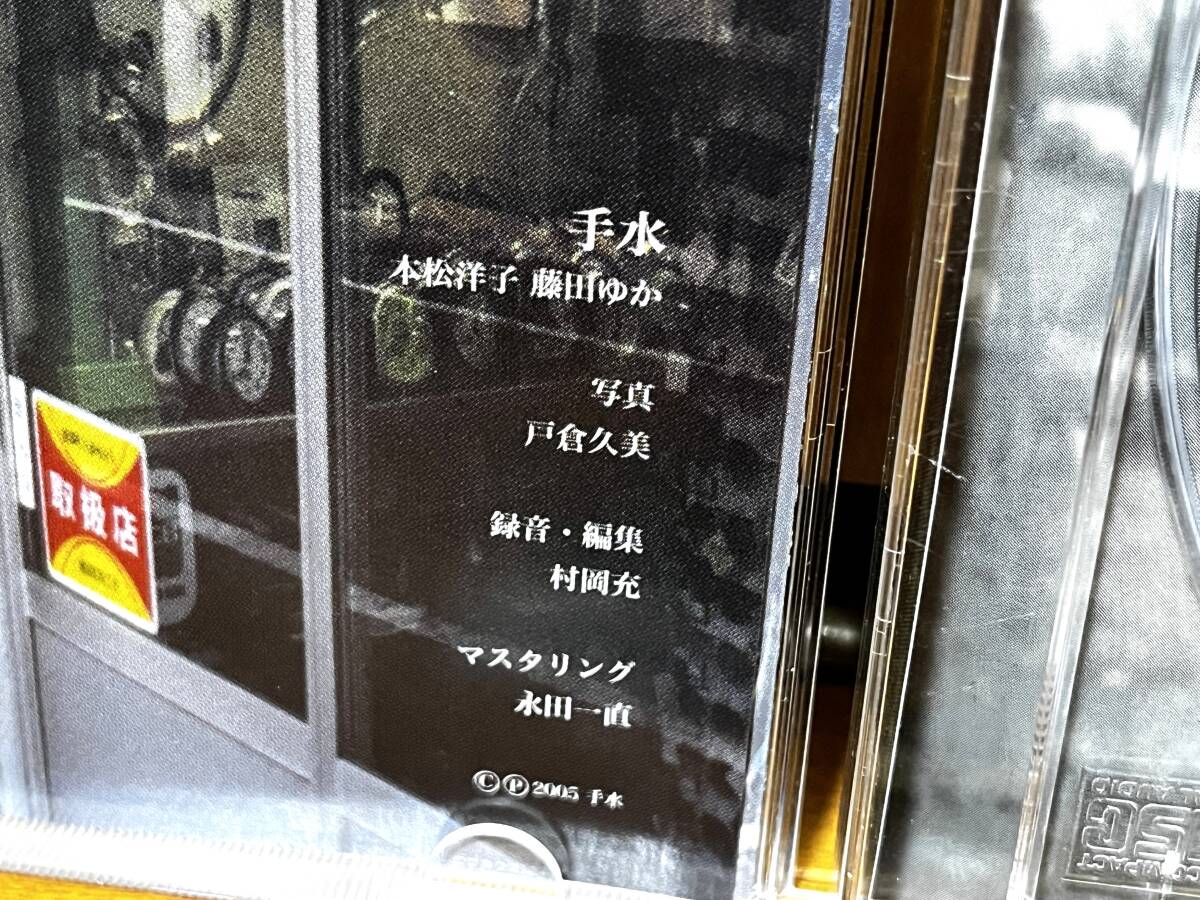 手水
本松洋子 藤田ゆか
写真
戸倉久美
録音・編集
村岡充
マスタリング
永田一直
©℗2005 手水
取扱店
COMPACT
AUDIO